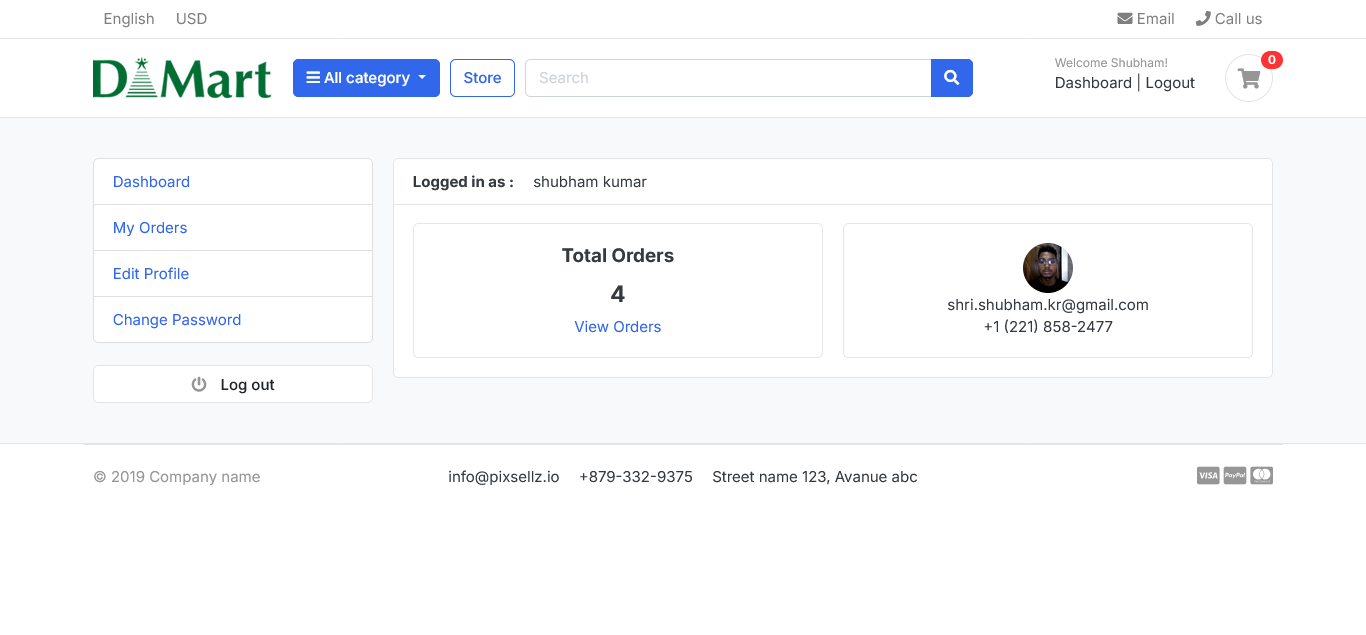 English USD Email Call us
D Mart All category Store Search Welcome Shubham! 0
Dashboard | Logout
Dashboard
My Orders
Edit Profile
Change Password
Log out
Logged in as : shubham kumar
Total Orders
4
View Orders
shri.shubham.kr@gmail.com
+1 (221) 858-2477
© 2019 Company name info@pixsellz.io +879-332-9375 Street name 123, Avanue abc VISA PayPal